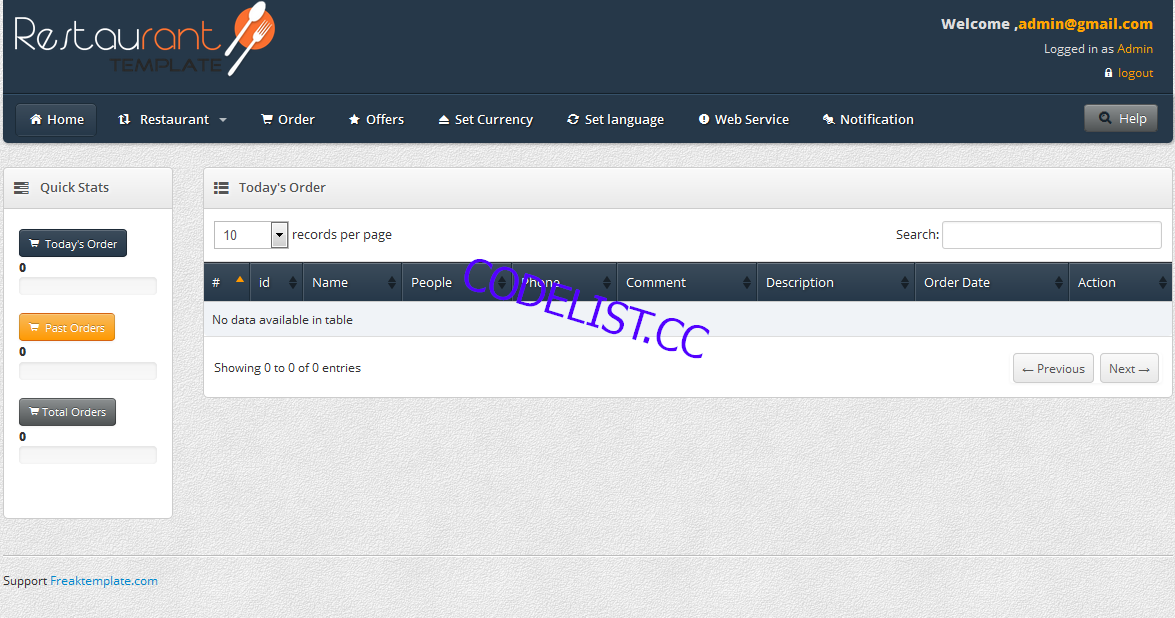 Restaurant
TEMPLATE
Welcome ,admin@gmail.com
Logged in as Admin
logout
Home Restaurant Order Offers Set Currency Set language Web Service Notification Help
Quick Stats
Today's Order
0
Past Orders
0
Total Orders
0
Today's Order
10 records per page
Search:
# id Name People Phone Comment Description Order Date Action
No data available in table
CODELIST.CC
Showing 0 to 0 of 0 entries
← Previous Next →
Support Freaktemplate.com